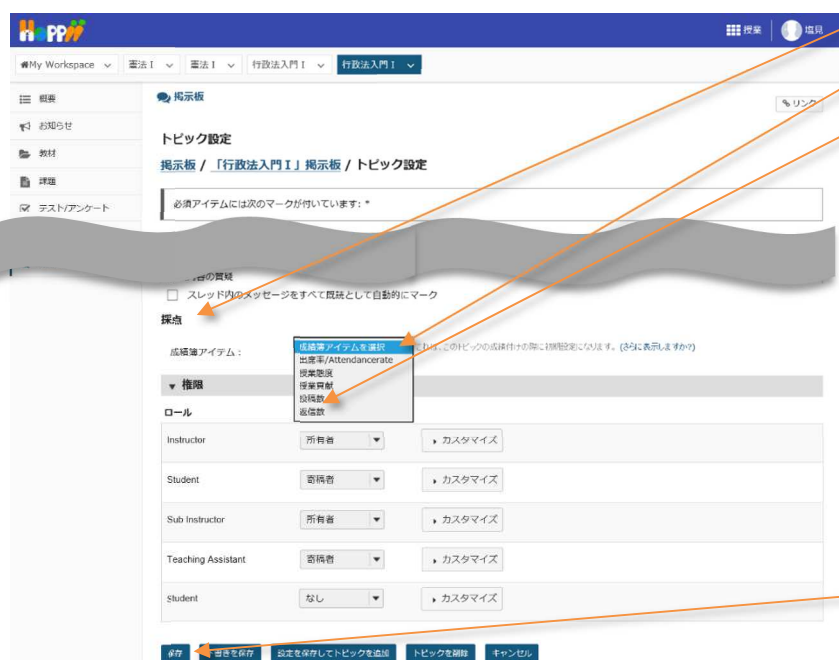 HOPPii
授業
塩見
My Workspace
憲法 I
憲法 I
行政法入門 I
行政法入門 I
概要
お知らせ
教材
課題
テスト/アンケート
掲示板
リンク
トピック設定
掲示板 / 「行政法入門 I」掲示板 / トピック設定
必須アイテムには次のマークが付いています: *
の質疑
スレッド内のメッセージをすべて既読として自動的にマーク
採点
成績簿アイテム :
成績簿アイテムを選択
これは、このトピックの成績付けの際に初期設定になります。(さらに表示しますか?)
出席率/Attendancerate
授業態度
授業貢献
投稿数
返信数
権限
ロール
Instructor 所有者 カスタマイズ
Student 寄稿者 カスタマイズ
Sub Instructor 所有者 カスタマイズ
Teaching Assistant 寄稿者 カスタマイズ
Student なし カスタマイズ
保存 書きを保存 設定を保存してトピックを追加 トピックを削除 キャンセル